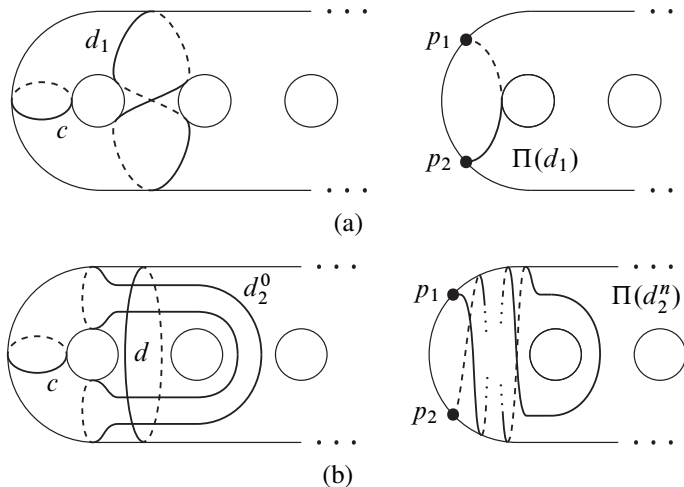 d₁
c
p₁
p₂
Π(d₁)
(a)
d₂⁰
d
c
p₁
p₂
Π(d₂ⁿ)
(b)